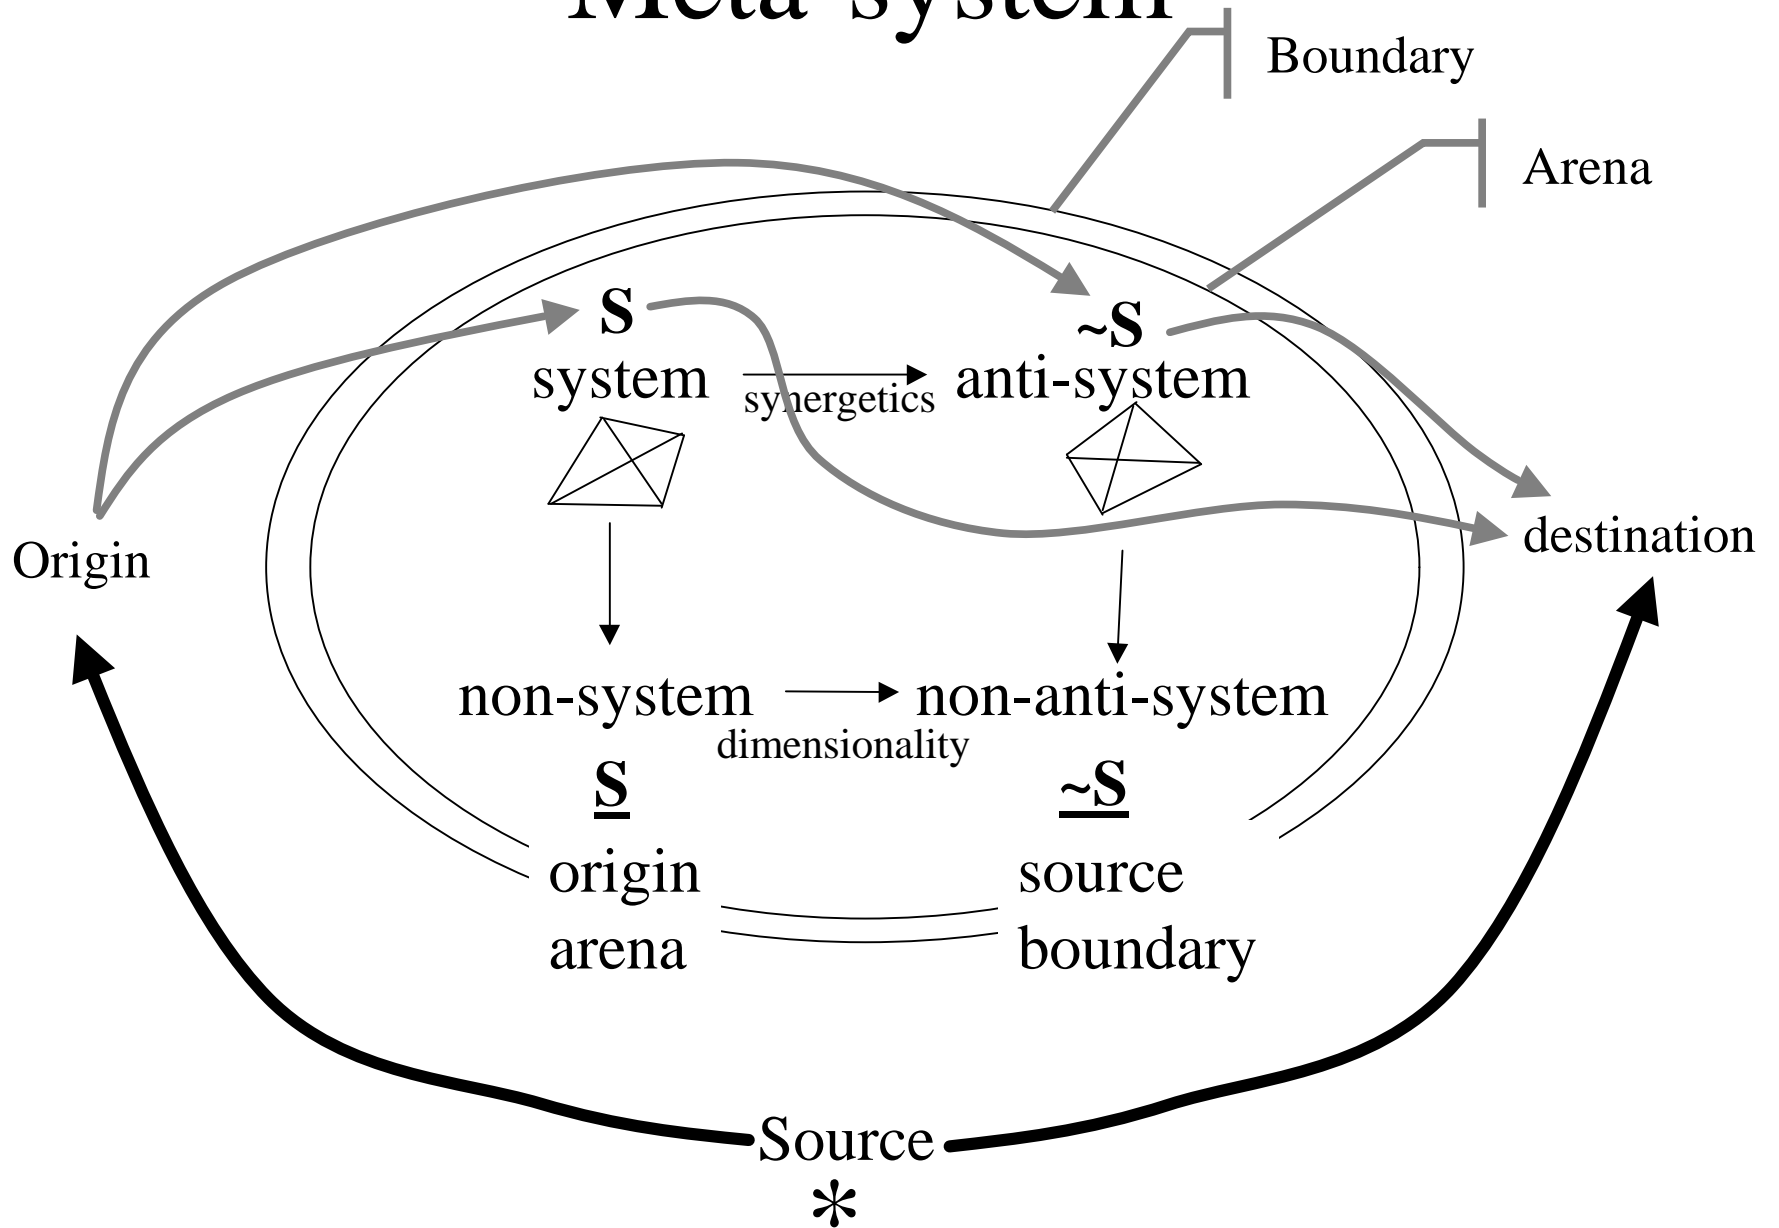 Meta-system
Boundary
Arena
S
~S
system
anti-system
synergetics
Origin
destination
non-system
non-anti-system
dimensionality
S
~S
origin
source
arena
boundary
Source
*